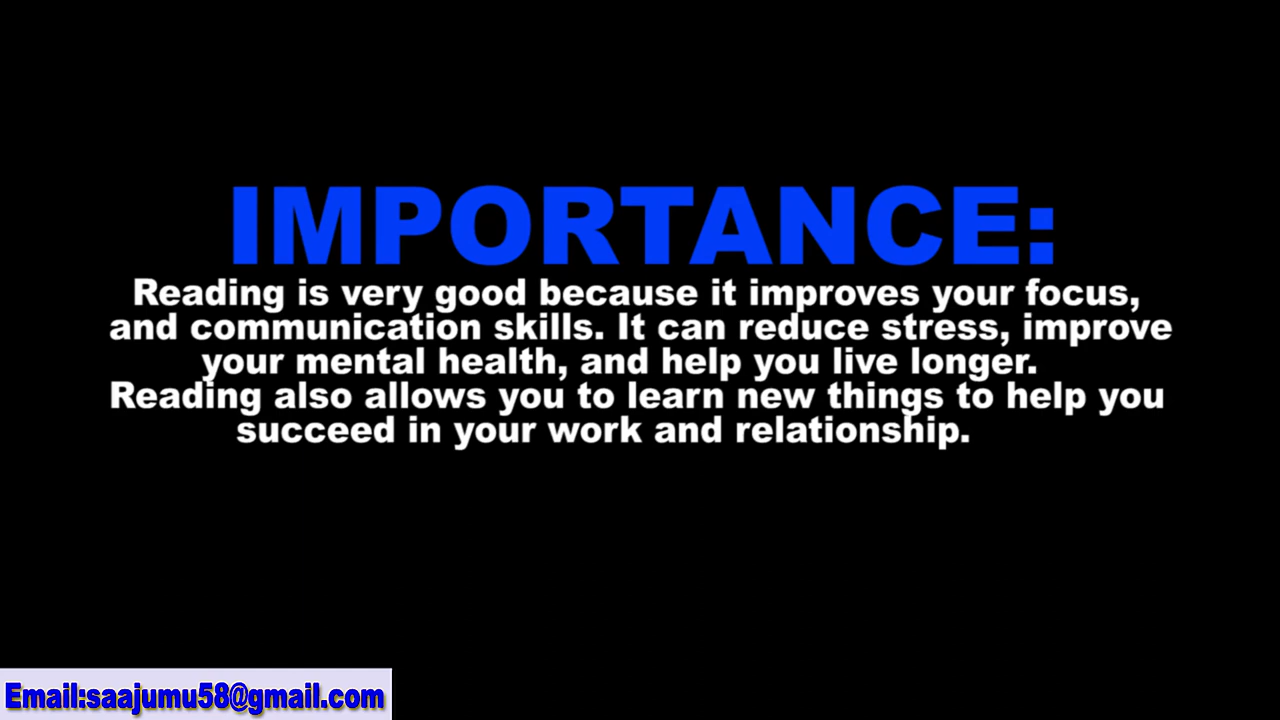 IMPORTANCE:
Reading is very good because it improves your focus,
and communication skills. It can reduce stress, improve
your mental health, and help you live longer.
Reading also allows you to learn new things to help you
succeed in your work and relationship.
Email:saajumu58@gmail.com